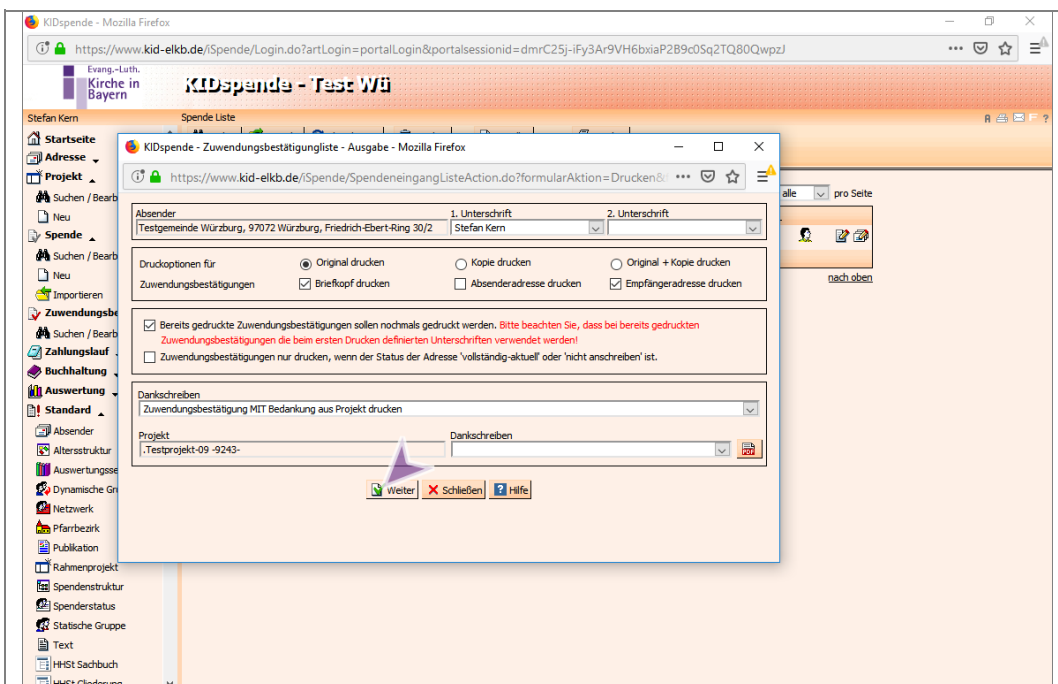 KIDspende - Mozilla Firefox
https://www.kid-elkb.de/iSpende/Login.do?artLogin=portalLogin&portalsessionid=dmrC25j-iFy3Ar9VH6bxiaP2B9c0Sq2TQ80QwpzJ
Evang.-Luth.
Kirche in
Bayern
KIDspende - Test Wü
Stefan Kern
Spende Liste
Startseite
Adresse
Projekt
Suchen / Bearb
Neu
Spende
Suchen / Bearb
Neu
Importieren
Zuwendungsbe
Suchen / Bearb
Zahlungslauf
Buchhaltung
Auswertung
Standard
Absender
Altersstruktur
Auswertungsse
Dynamische Gr
Netzwerk
Pfarrbezirk
Publikation
Rahmenprojekt
Spendenstruktur
Spenderstatus
Statische Gruppe
Text
HHSt Sachbuch
HHSt Gliederung
KIDspende - Zuwendungsbestätigungliste - Ausgabe - Mozilla Firefox
https://www.kid-elkb.de/iSpende/SpendeneingangListeAction.do?formularAktion=Drucken&
Absender
1. Unterschrift
2. Unterschrift
Testgemeinde Würzburg, 97072 Würzburg, Friedrich-Ebert-Ring 30/2
Stefan Kern
Druckoptionen für
Original drucken
Kopie drucken
Original + Kopie drucken
Zuwendungsbestätigungen
Briefkopf drucken
Absenderadresse drucken
Empfängeradresse drucken
Bereits gedruckte Zuwendungsbestätigungen sollen nochmals gedruckt werden. Bitte beachten Sie, dass bei bereits gedruckten
Zuwendungsbestätigungen die beim ersten Drucken definierten Unterschriften verwendet werden!
Zuwendungsbestätigungen nur drucken, wenn der Status der Adresse 'vollständig-aktuell' oder 'nicht anschreiben' ist.
Dankschreiben
Zuwendungsbestätigung MIT Bedankung aus Projekt drucken
Projekt
Dankschreiben
.Testprojekt-09 -9243-
PDF
Weiter
Schließen
Hilfe
alle
pro Seite
nach oben